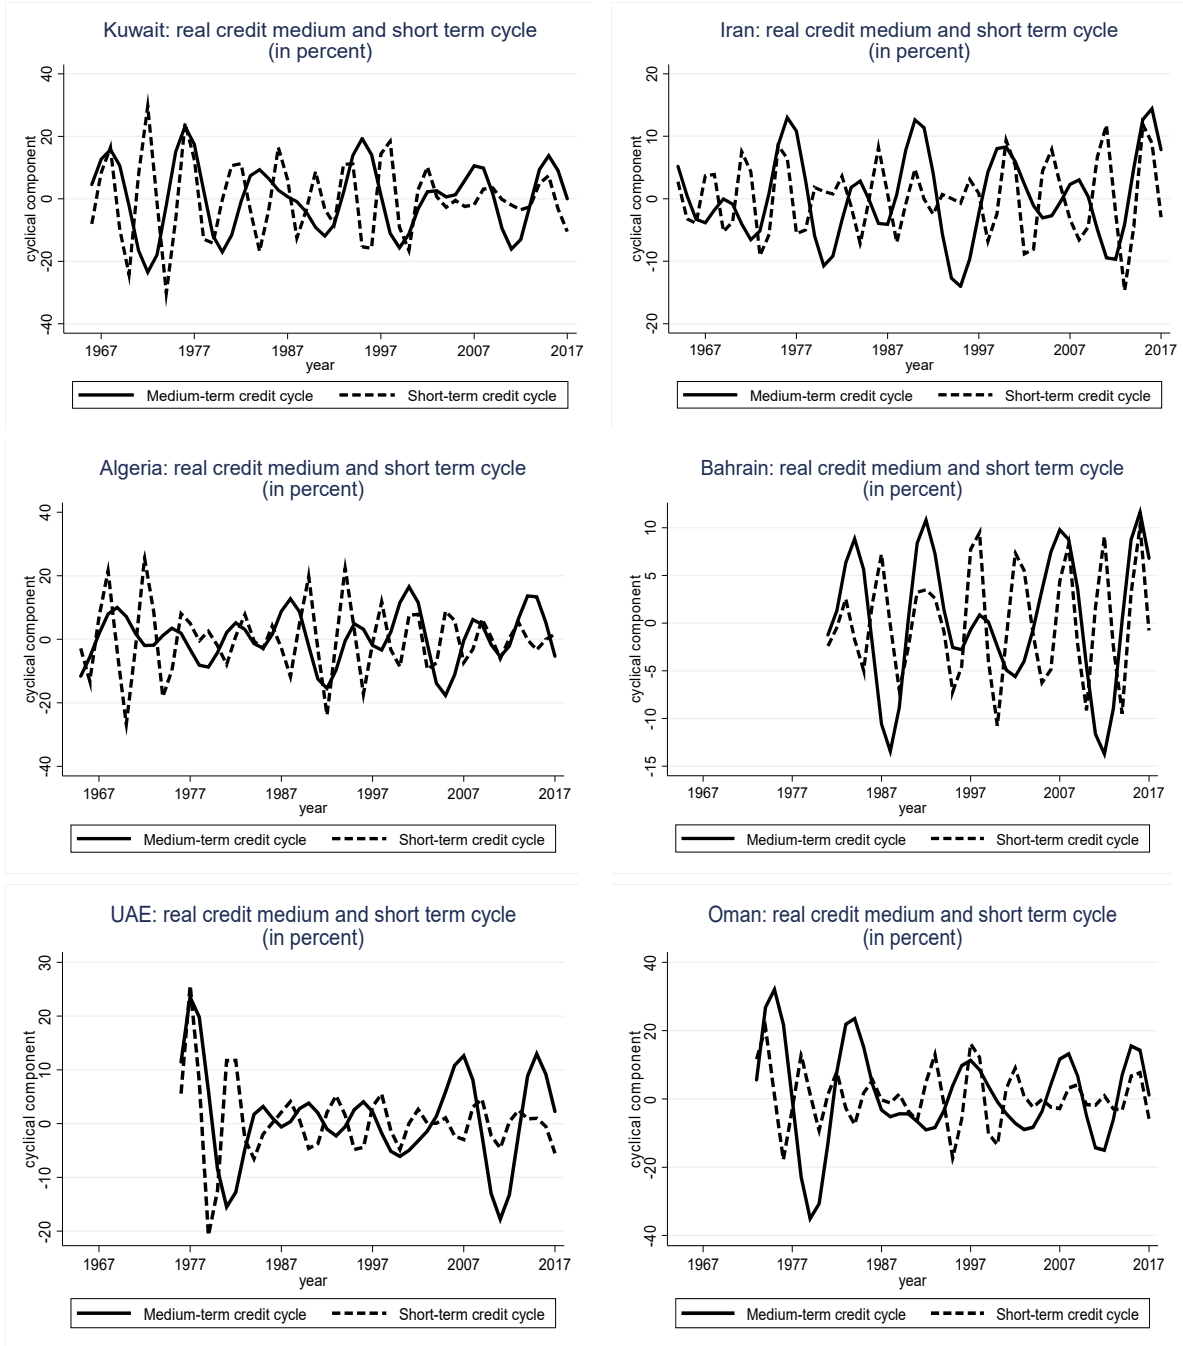 Kuwait: real credit medium and short term cycle
(in percent)
cyclical component
40
20
0
-20
-40
1967 1977 1987 1997 2007 2017
year
Medium-term credit cycle Short-term credit cycle
Iran: real credit medium and short term cycle
(in percent)
cyclical component
20
10
0
-10
-20
1967 1977 1987 1997 2007 2017
year
Medium-term credit cycle Short-term credit cycle
Algeria: real credit medium and short term cycle
(in percent)
cyclical component
40
20
0
-20
-40
1967 1977 1987 1997 2007 2017
year
Medium-term credit cycle Short-term credit cycle
Bahrain: real credit medium and short term cycle
(in percent)
cyclical component
10
5
0
-5
-10
-15
1967 1977 1987 1997 2007 2017
year
Medium-term credit cycle Short-term credit cycle
UAE: real credit medium and short term cycle
(in percent)
cyclical component
30
20
10
0
-10
-20
1967 1977 1987 1997 2007 2017
year
Medium-term credit cycle Short-term credit cycle
Oman: real credit medium and short term cycle
(in percent)
cyclical component
40
20
0
-20
-40
1967 1977 1987 1997 2007 2017
year
Medium-term credit cycle Short-term credit cycle